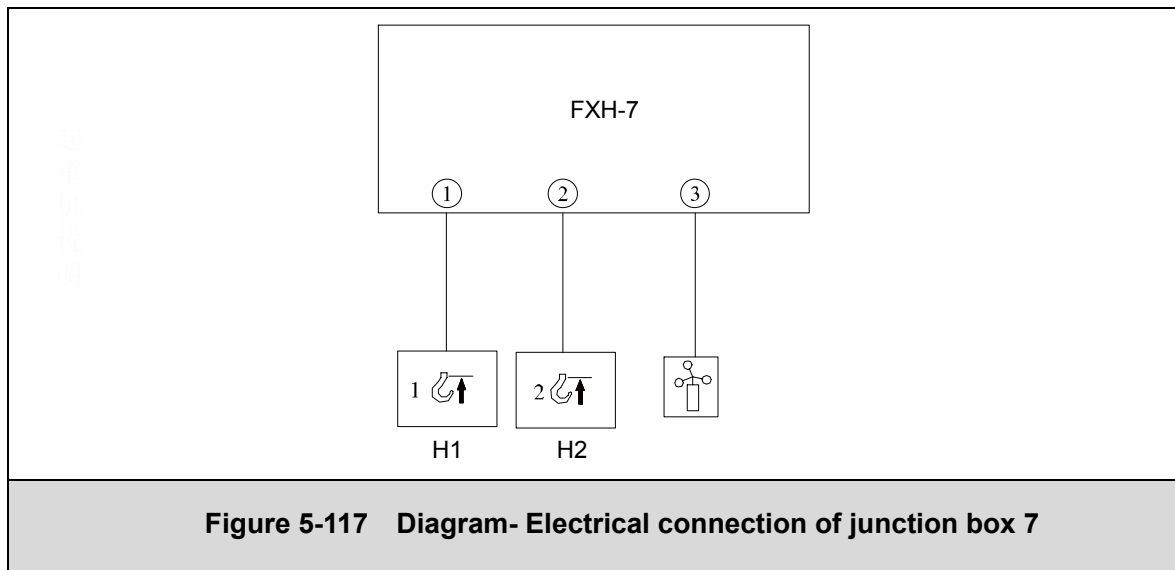 FXH-7
① ② ③
1 2
H1 H2
Figure 5-117 Diagram- Electrical connection of junction box 7